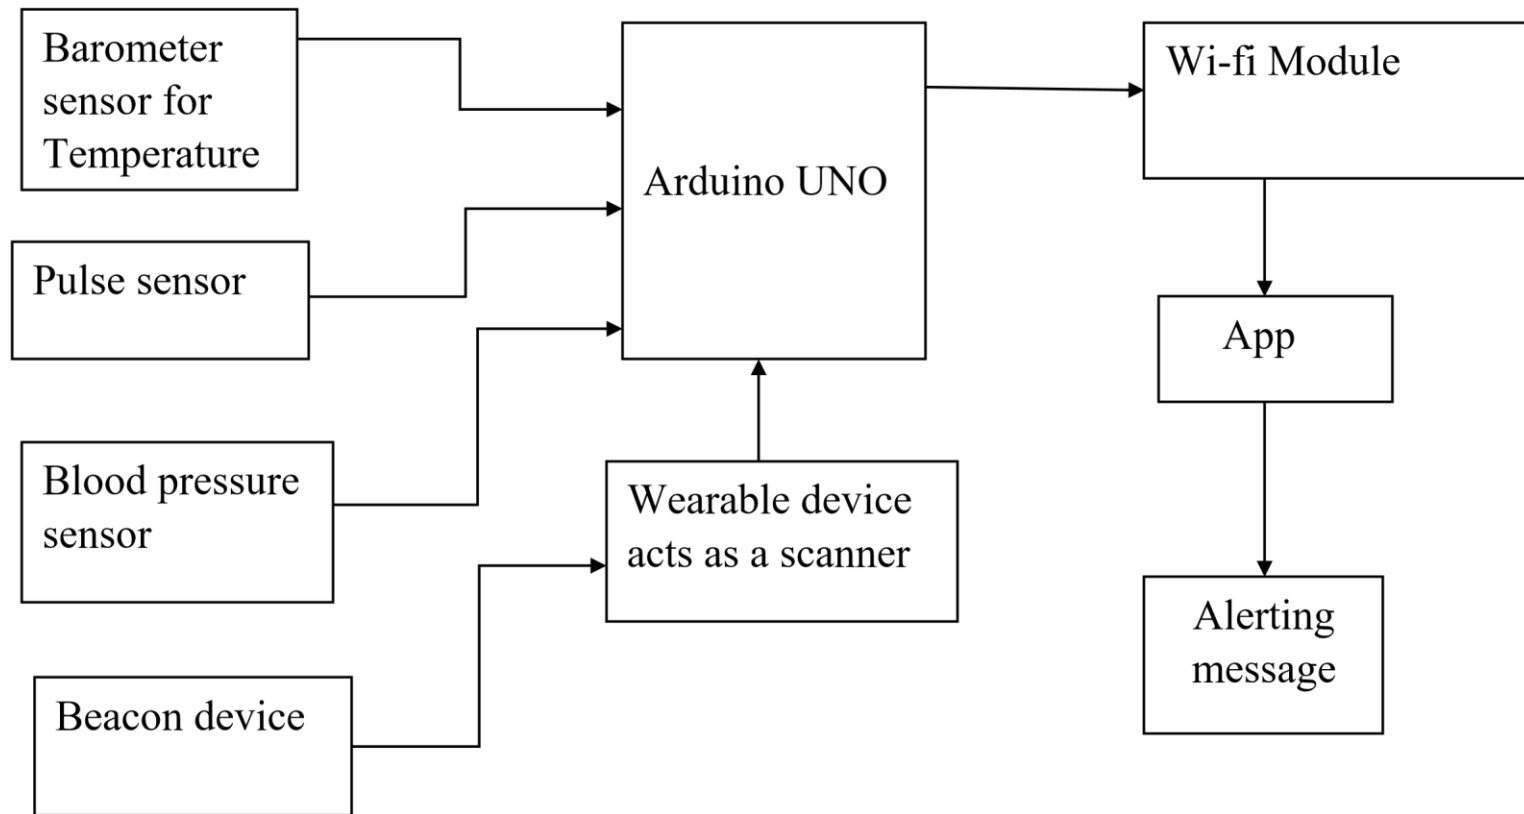 Barometer
sensor for
Temperature
Arduino UNO
Wi-fi Module
Pulse sensor
App
Blood pressure
sensor
Wearable device
acts as a scanner
Alerting
message
Beacon device